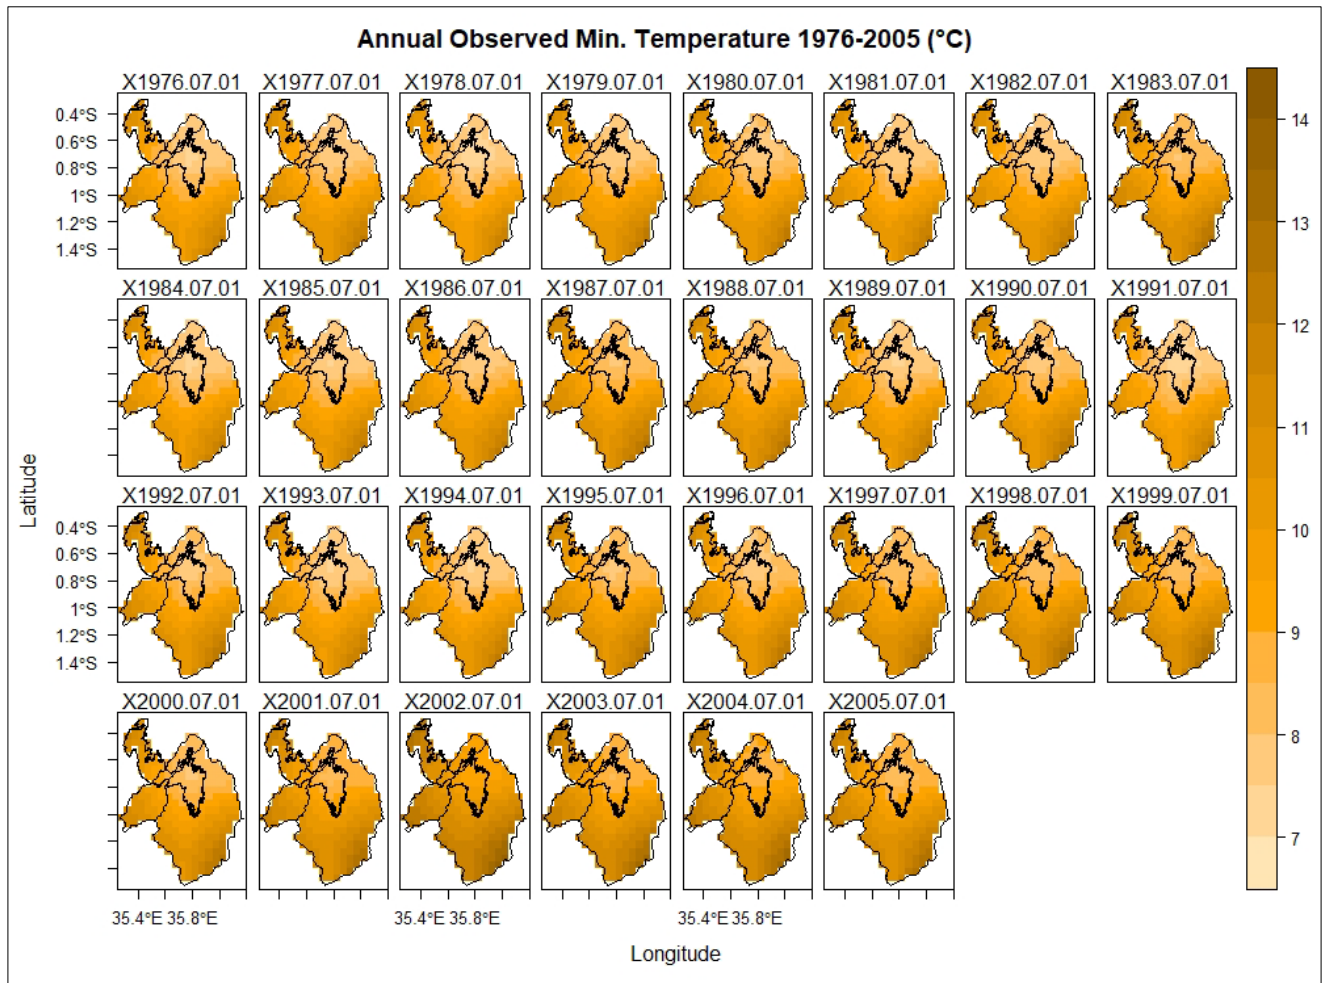 Annual Observed Min. Temperature 1976-2005 (°C)
X1976.07.01 X1977.07.01 X1978.07.01 X1979.07.01 X1980.07.01 X1981.07.01 X1982.07.01 X1983.07.01
0.4°S
0.6°S
0.8°S
1°S
1.2°S
1.4°S
X1984.07.01 X1985.07.01 X1986.07.01 X1987.07.01 X1988.07.01 X1989.07.01 X1990.07.01 X1991.07.01
X1992.07.01 X1993.07.01 X1994.07.01 X1995.07.01 X1996.07.01 X1997.07.01 X1998.07.01 X1999.07.01
0.4°S
0.6°S
0.8°S
1°S
1.2°S
1.4°S
X2000.07.01 X2001.07.01 X2002.07.01 X2003.07.01 X2004.07.01 X2005.07.01
35.4°E 35.8°E 35.4°E 35.8°E 35.4°E 35.8°E
Latitude
Longitude
14
13
12
11
10
9
8
7